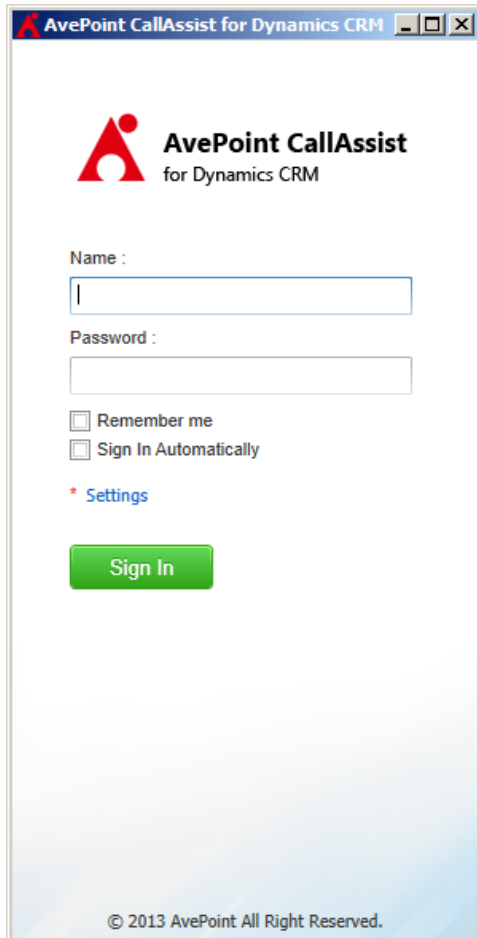 AvePoint CallAssist for Dynamics CRM
AvePoint CallAssist
for Dynamics CRM
Name :
Password :
Remember me
Sign In Automatically
* Settings
Sign In
© 2013 AvePoint All Right Reserved.